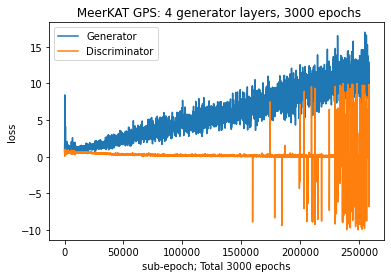 MeerKAT GPS: 4 generator layers, 3000 epochs
Generator
Discriminator
loss
15
10
5
0
−5
−10
0
50000
100000
150000
200000
250000
sub-epoch; Total 3000 epochs